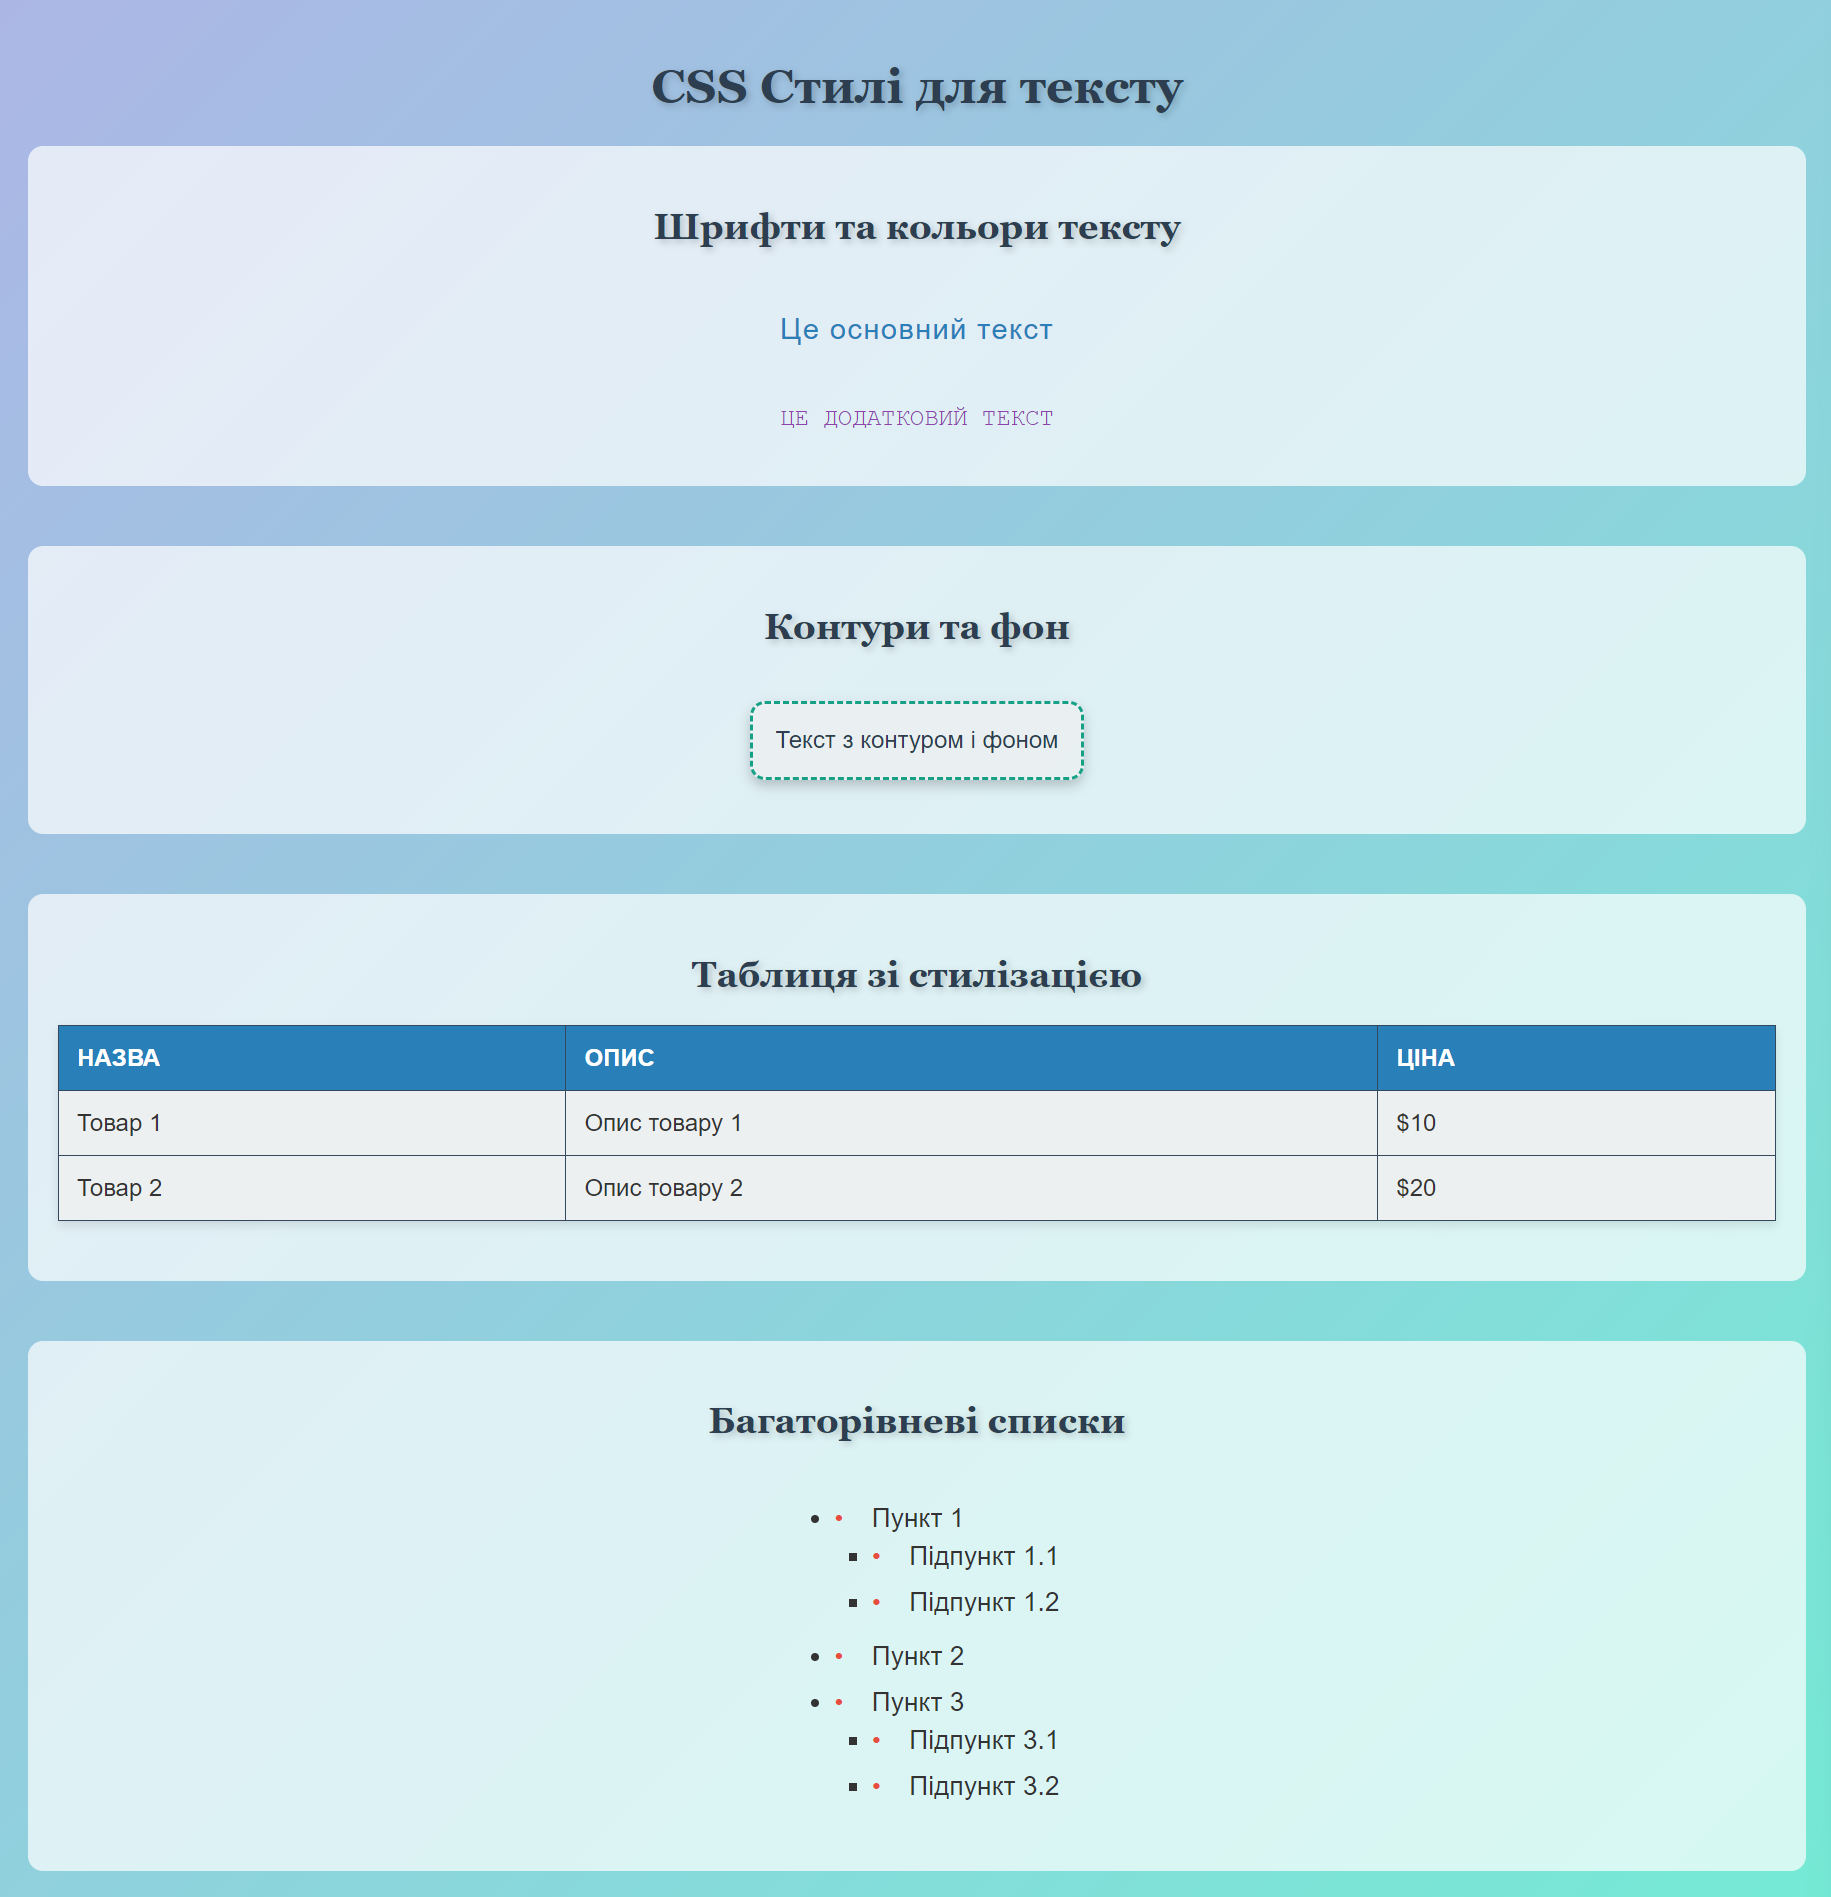 CSS Стилі для тексту
Шрифти та кольори тексту
Це основний текст
ЦЕ ДОДАТКОВИЙ ТЕКСТ
Контури та фон
Текст з контуром і фоном
Таблиця зі стилізацією
НАЗВА ОПИС ЦІНА
Товар 1 Опис товару 1 $10
Товар 2 Опис товару 2 $20
Багаторівневі списки
• • Пункт 1
▪ • Підпункт 1.1
▪ • Підпункт 1.2
• • Пункт 2
• • Пункт 3
▪ • Підпункт 3.1
▪ • Підпункт 3.2